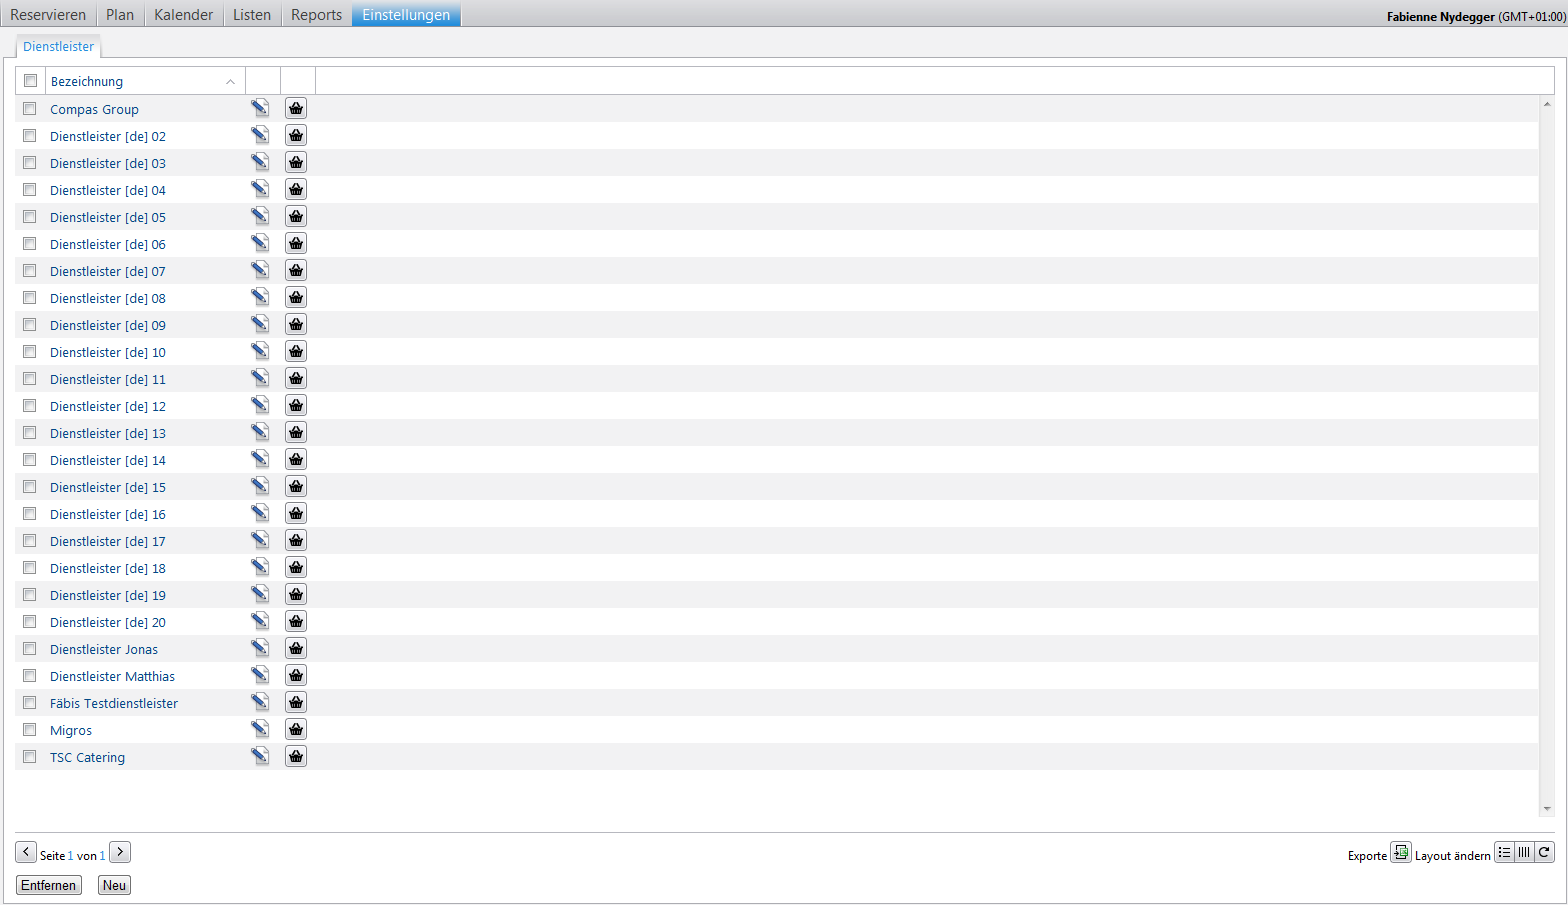 Reservieren Plan Kalender Listen Reports Einstellungen Fabienne Nydegger (GMT+01:00)
Dienstleister
Bezeichnung
Compas Group
Dienstleister [de] 02
Dienstleister [de] 03
Dienstleister [de] 04
Dienstleister [de] 05
Dienstleister [de] 06
Dienstleister [de] 07
Dienstleister [de] 08
Dienstleister [de] 09
Dienstleister [de] 10
Dienstleister [de] 11
Dienstleister [de] 12
Dienstleister [de] 13
Dienstleister [de] 14
Dienstleister [de] 15
Dienstleister [de] 16
Dienstleister [de] 17
Dienstleister [de] 18
Dienstleister [de] 19
Dienstleister [de] 20
Dienstleister Jonas
Dienstleister Matthias
Fäbis Testdienstleister
Migros
TSC Catering
Seite 1 von 1 Exporte Layout ändern
Entfernen Neu